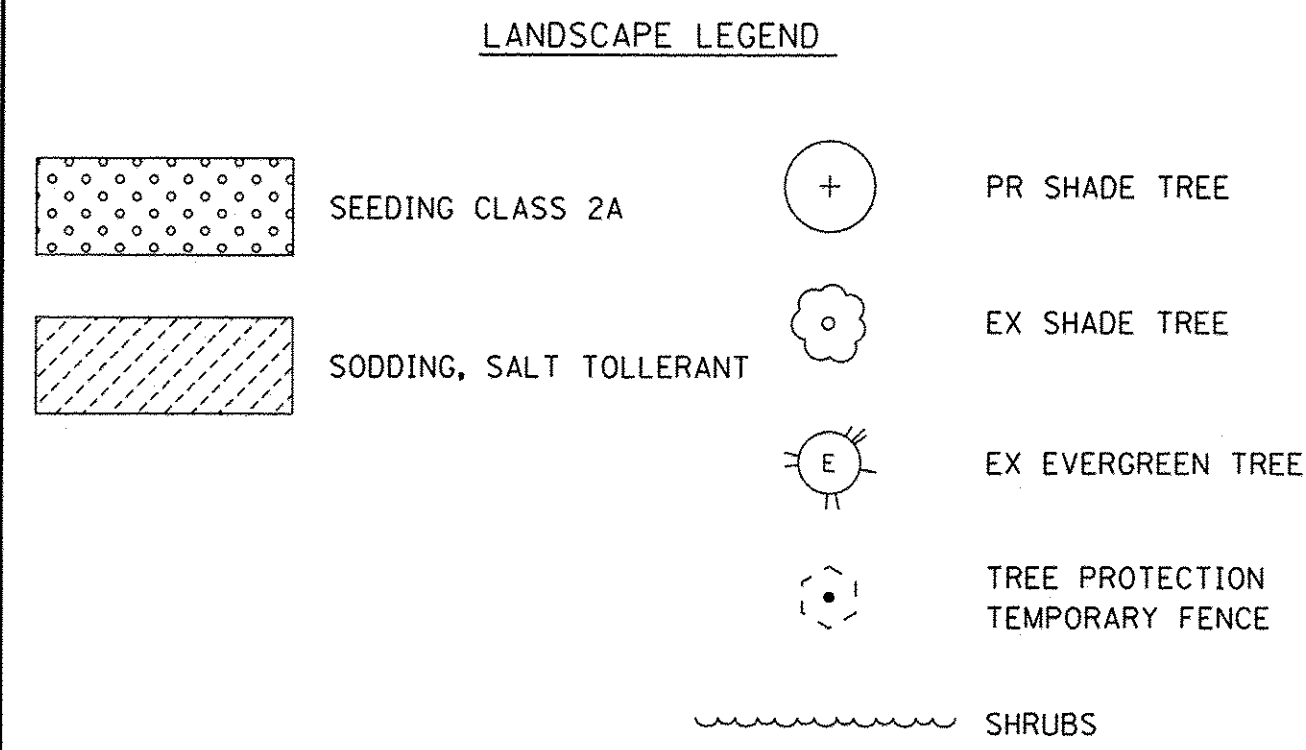 LANDSCAPE LEGEND
SEEDING CLASS 2A
SODDING, SALT TOLLERANT
PR SHADE TREE
EX SHADE TREE
E
EX EVERGREEN TREE
TREE PROTECTION
TEMPORARY FENCE
SHRUBS